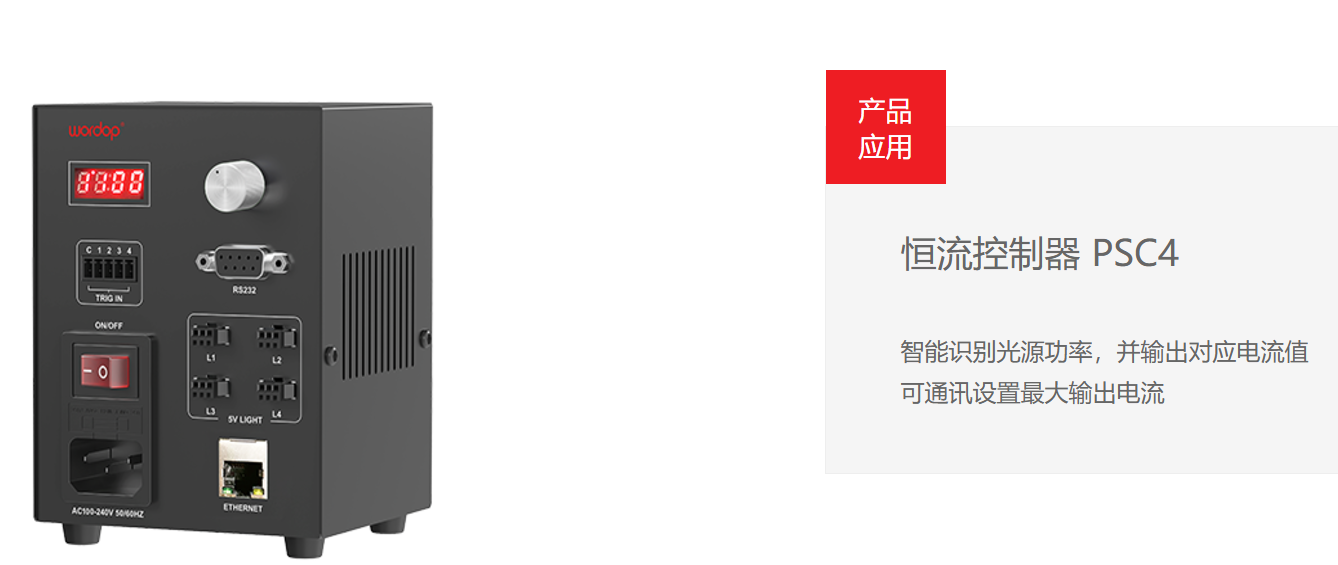 wordop
C 1 2 3 4
TRIG IN
RS232
ON/OFF
L1 L2
L3 L4
5V LIGHT
ETHERNET
AC100-240V 50/60HZ
产品
应用
恒流控制器 PSC4
智能识别光源功率，并输出对应电流值
可通讯设置最大输出电流